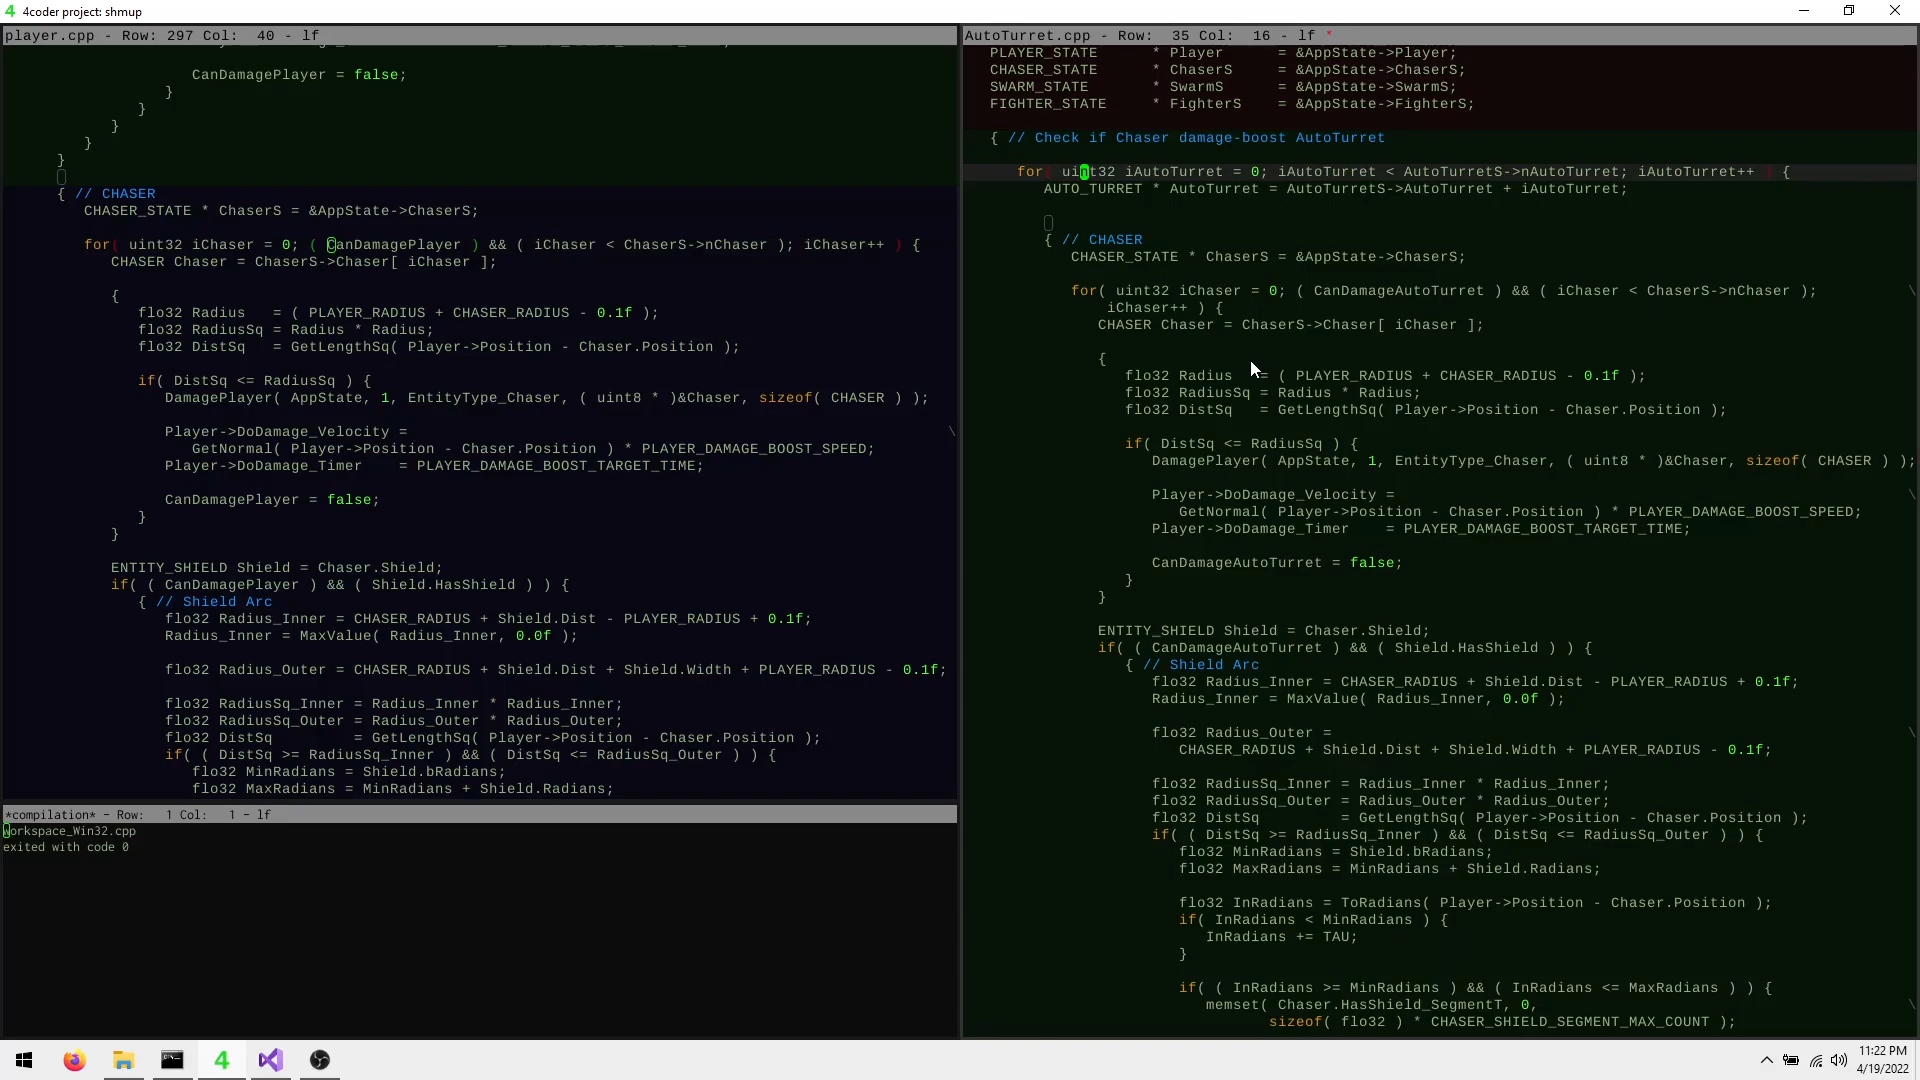 4coder project: shmup
player.cpp - Row: 297 Col: 40 - lf
CanDamagePlayer = false;
}
}
}
}
}
{ // CHASER
CHASER_STATE * ChaserS = &AppState->ChaserS;
for( uint32 iChaser = 0; ( CanDamagePlayer ) && ( iChaser < ChaserS->nChaser ); iChaser++ ) {
CHASER Chaser = ChaserS->Chaser[ iChaser ];
{
flo32 Radius   = ( PLAYER_RADIUS + CHASER_RADIUS - 0.1f );
flo32 RadiusSq = Radius * Radius;
flo32 DistSq   = GetLengthSq( Player->Position - Chaser.Position );
if( DistSq <= RadiusSq ) {
DamagePlayer( AppState, 1, EntityType_Chaser, ( uint8 * )&Chaser, sizeof( CHASER ) );
Player->DoDamage_Velocity = \
GetNormal( Player->Position - Chaser.Position ) * PLAYER_DAMAGE_BOOST_SPEED;
Player->DoDamage_Timer    = PLAYER_DAMAGE_BOOST_TARGET_TIME;
CanDamagePlayer = false;
}
}
ENTITY_SHIELD Shield = Chaser.Shield;
if( ( CanDamagePlayer ) && ( Shield.HasShield ) ) {
{ // Shield Arc
flo32 Radius_Inner = CHASER_RADIUS + Shield.Dist - PLAYER_RADIUS + 0.1f;
Radius_Inner = MaxValue( Radius_Inner, 0.0f );
flo32 Radius_Outer = CHASER_RADIUS + Shield.Dist + Shield.Width + PLAYER_RADIUS - 0.1f;
flo32 RadiusSq_Inner = Radius_Inner * Radius_Inner;
flo32 RadiusSq_Outer = Radius_Outer * Radius_Outer;
flo32 DistSq         = GetLengthSq( Player->Position - Chaser.Position );
if( ( DistSq >= RadiusSq_Inner ) && ( DistSq <= RadiusSq_Outer ) ) {
flo32 MinRadians = Shield.bRadians;
flo32 MaxRadians = MinRadians + Shield.Radians;
*compilation* - Row: 1 Col: 1 - lf
workspace_Win32.cpp
exited with code 0
AutoTurret.cpp - Row: 35 Col: 16 - lf *
PLAYER_STATE      * Player      = &AppState->Player;
CHASER_STATE      * ChaserS     = &AppState->ChaserS;
SWARM_STATE       * SwarmS      = &AppState->SwarmS;
FIGHTER_STATE     * FighterS    = &AppState->FighterS;
{ // Check if Chaser damage-boost AutoTurret
for( uint32 iAutoTurret = 0; iAutoTurret < AutoTurretS->nAutoTurret; iAutoTurret++ ) {
AUTO_TURRET * AutoTurret = AutoTurretS->AutoTurret + iAutoTurret;
{ // CHASER
CHASER_STATE * ChaserS = &AppState->ChaserS;
for( uint32 iChaser = 0; ( CanDamageAutoTurret ) && ( iChaser < ChaserS->nChaser ); \
iChaser++ ) {
CHASER Chaser = ChaserS->Chaser[ iChaser ];
{
flo32 Radius   = ( PLAYER_RADIUS + CHASER_RADIUS - 0.1f );
flo32 RadiusSq = Radius * Radius;
flo32 DistSq   = GetLengthSq( Player->Position - Chaser.Position );
if( DistSq <= RadiusSq ) {
DamagePlayer( AppState, 1, EntityType_Chaser, ( uint8 * )&Chaser, sizeof( CHASER ) );
Player->DoDamage_Velocity = \
GetNormal( Player->Position - Chaser.Position ) * PLAYER_DAMAGE_BOOST_SPEED;
Player->DoDamage_Timer    = PLAYER_DAMAGE_BOOST_TARGET_TIME;
CanDamageAutoTurret = false;
}
}
ENTITY_SHIELD Shield = Chaser.Shield;
if( ( CanDamageAutoTurret ) && ( Shield.HasShield ) ) {
{ // Shield Arc
flo32 Radius_Inner = CHASER_RADIUS + Shield.Dist - PLAYER_RADIUS + 0.1f;
Radius_Inner = MaxValue( Radius_Inner, 0.0f );
flo32 Radius_Outer = \
CHASER_RADIUS + Shield.Dist + Shield.Width + PLAYER_RADIUS - 0.1f;
flo32 RadiusSq_Inner = Radius_Inner * Radius_Inner;
flo32 RadiusSq_Outer = Radius_Outer * Radius_Outer;
flo32 DistSq         = GetLengthSq( Player->Position - Chaser.Position );
if( ( DistSq >= RadiusSq_Inner ) && ( DistSq <= RadiusSq_Outer ) ) {
flo32 MinRadians = Shield.bRadians;
flo32 MaxRadians = MinRadians + Shield.Radians;
flo32 InRadians = ToRadians( Player->Position - Chaser.Position );
if( InRadians < MinRadians ) {
InRadians += TAU;
}
if( ( InRadians >= MinRadians ) && ( InRadians <= MaxRadians ) ) {
memset( Chaser.HasShield_SegmentT, 0, \
sizeof( flo32 ) * CHASER_SHIELD_SEGMENT_MAX_COUNT );
11:22 PM
4/19/2022